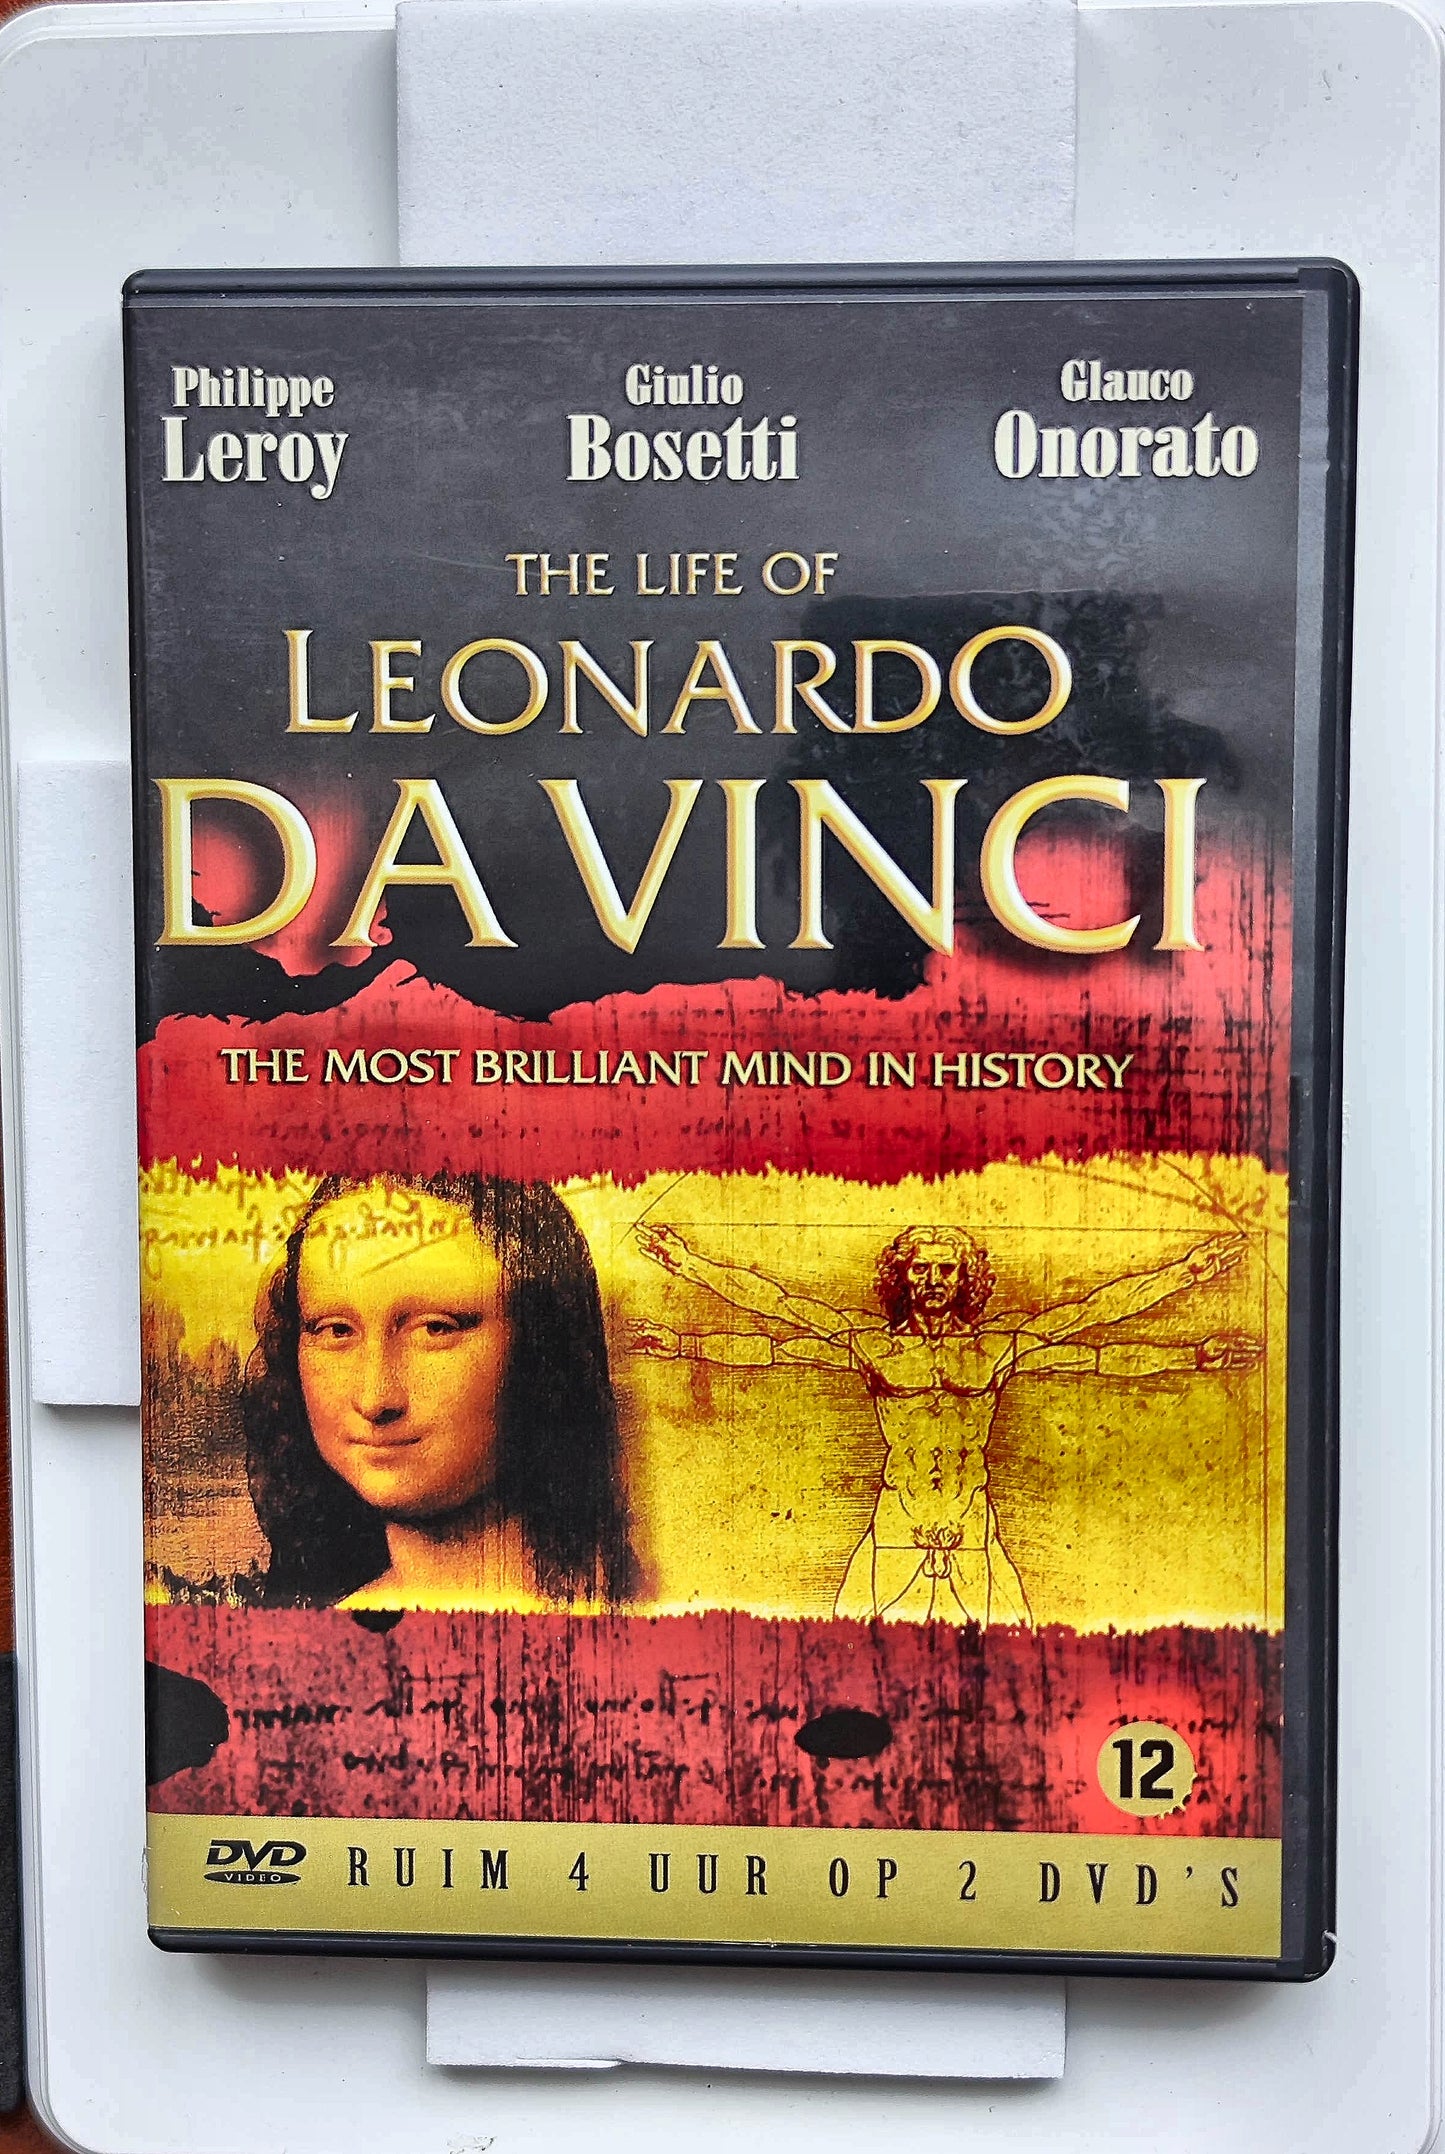 Philippe Giulio Glauco
Leroy Bosetti Onorato
THE LIFE OF
LEONARDO
DA VINCI
THE MOST BRILLIANT MIND IN HISTORY
12
DVD VIDEO RUIM 4 UUR OP 2 DVD'S